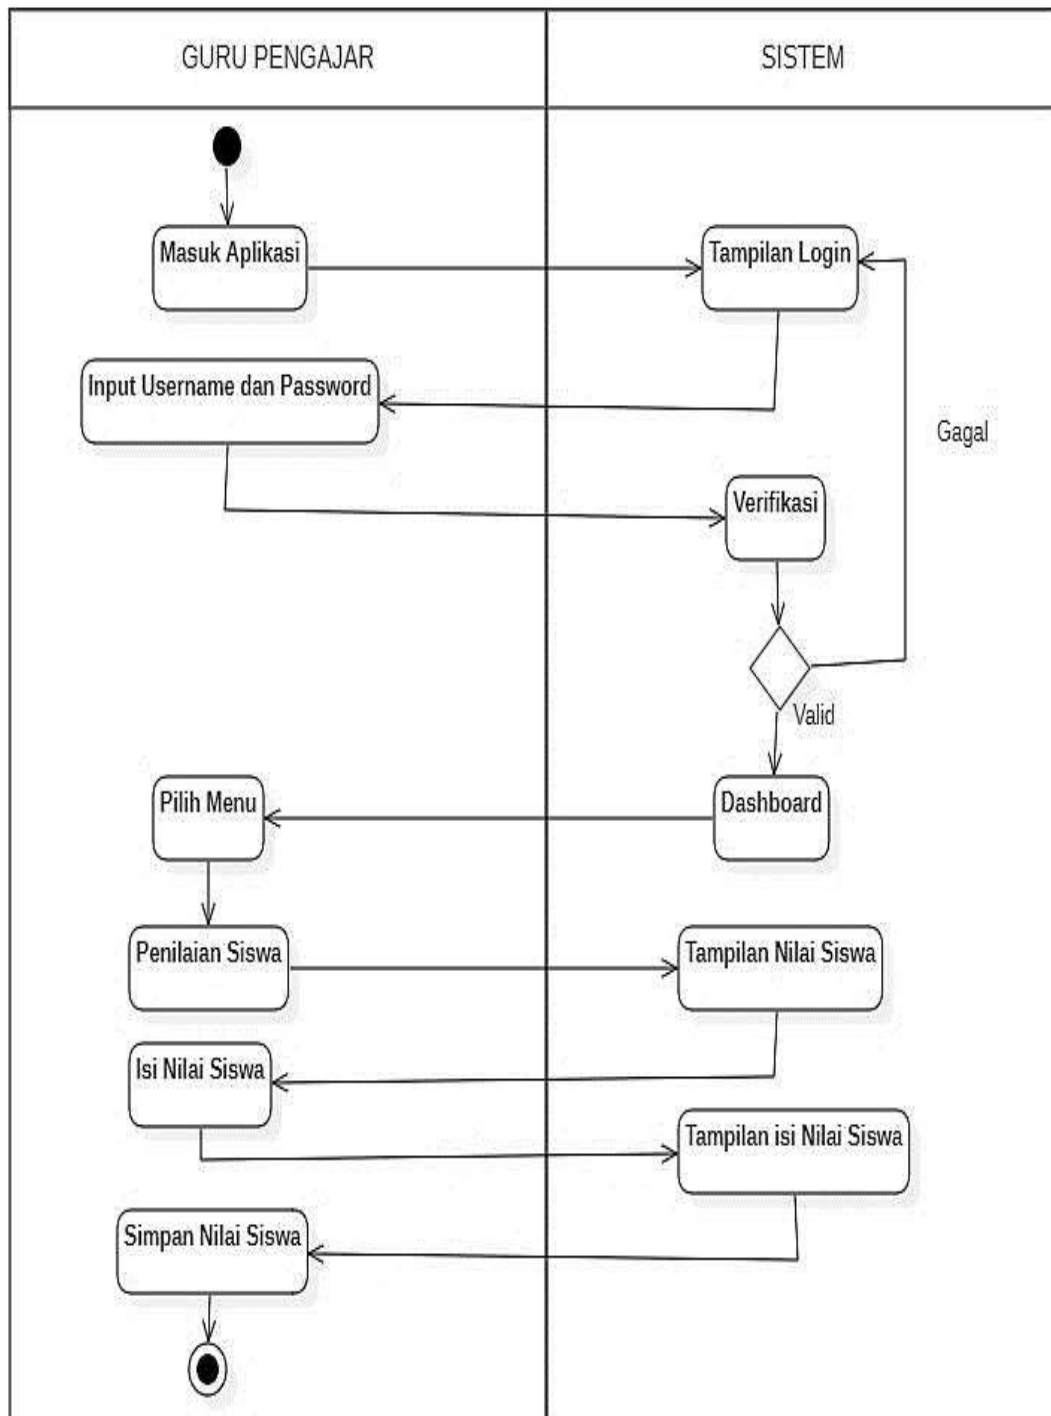 GURU PENGAJAR
SISTEM
Masuk Aplikasi
Tampilan Login
Input Username dan Password
Gagal
Verifikasi
Valid
Pilih Menu
Dashboard
Penilaian Siswa
Tampilan Nilai Siswa
Isi Nilai Siswa
Tampilan isi Nilai Siswa
Simpan Nilai Siswa